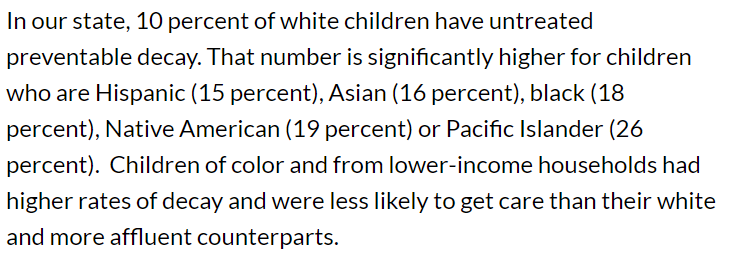 In our state, 10 percent of white children have untreated
preventable decay. That number is significantly higher for children
who are Hispanic (15 percent), Asian (16 percent), black (18
percent), Native American (19 percent) or Pacific Islander (26
percent).  Children of color and from lower-income households had
higher rates of decay and were less likely to get care than their white
and more affluent counterparts.